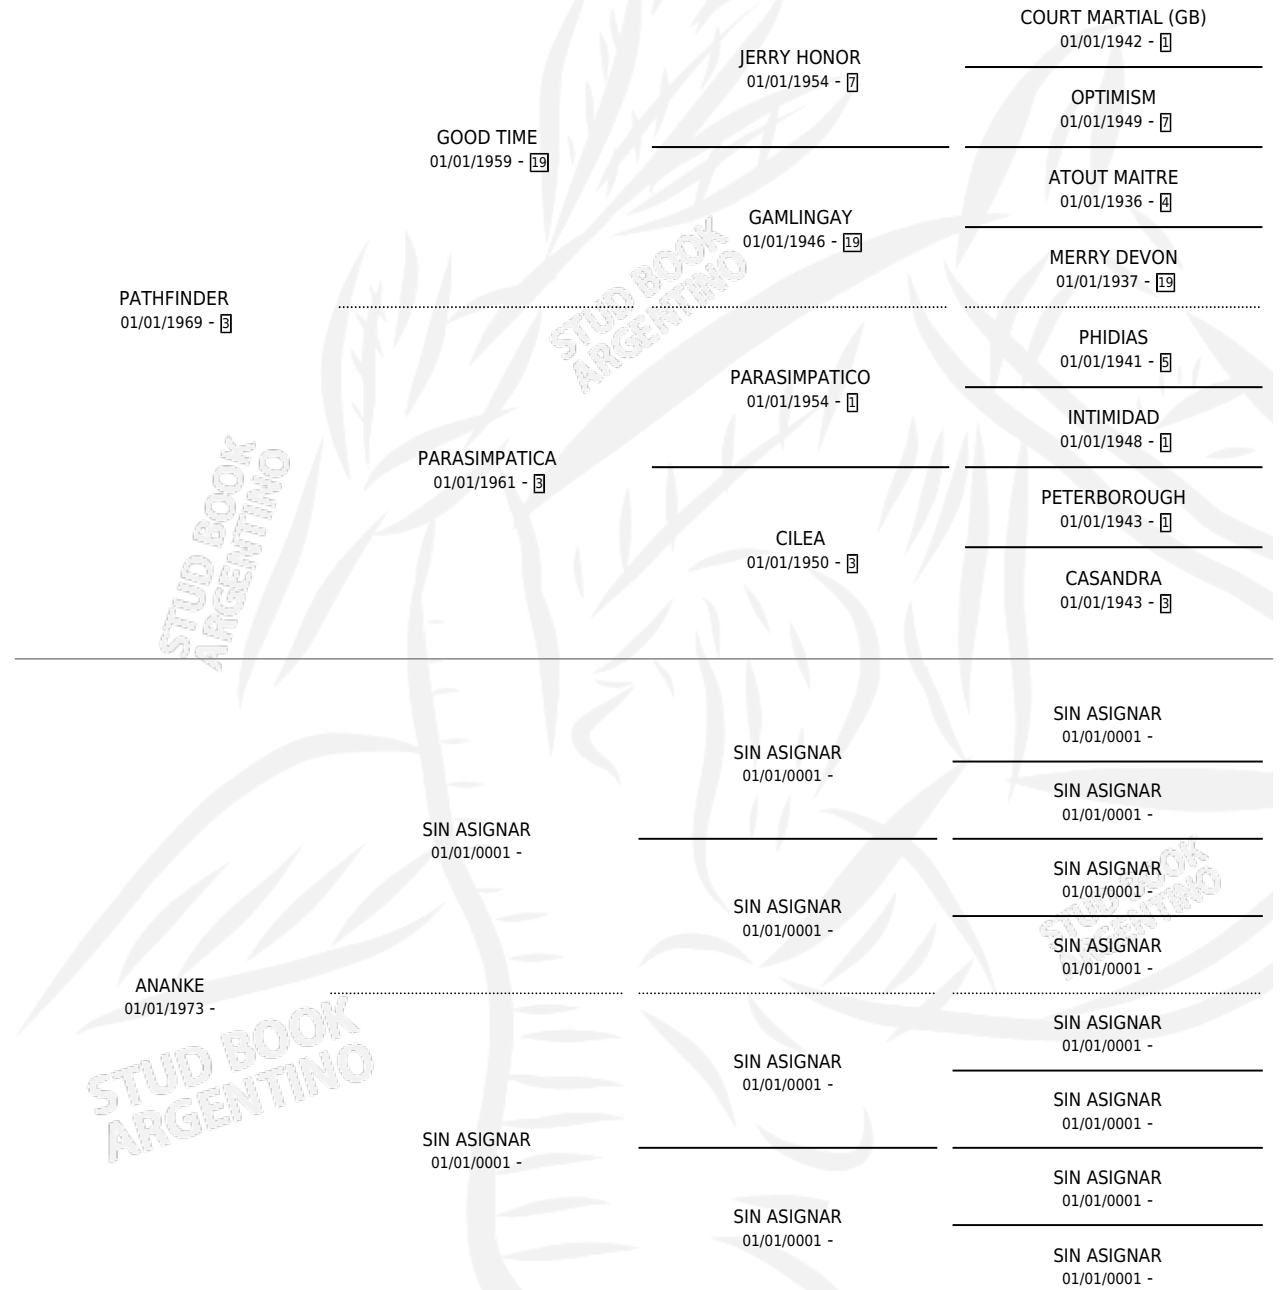 COURT MARTIAL (GB)
01/01/1942 - 1
JERRY HONOR
01/01/1954 - 7
OPTIMISM
01/01/1949 - 7
GOOD TIME
01/01/1959 - 19
ATOUT MAITRE
01/01/1936 - 4
GAMLINGAY
01/01/1946 - 19
MERRY DEVON
01/01/1937 - 19
PATHFINDER
01/01/1969 - 3
PHIDIAS
01/01/1941 - 5
PARASIMPATICO
01/01/1954 - 1
INTIMIDAD
01/01/1948 - 1
PARASIMPATICA
01/01/1961 - 3
PETERBOROUGH
01/01/1943 - 1
CILEA
01/01/1950 - 3
CASANDRA
01/01/1943 - 3
STUD BOOK
ARGENTINO
STUD BOOK
ARGENTINO
SIN ASIGNAR
01/01/0001 -
SIN ASIGNAR
01/01/0001 -
SIN ASIGNAR
01/01/0001 -
SIN ASIGNAR
01/01/0001 -
SIN ASIGNAR
01/01/0001 -
SIN ASIGNAR
01/01/0001 -
SIN ASIGNAR
01/01/0001 -
ANANKE
01/01/1973 -
SIN ASIGNAR
01/01/0001 -
SIN ASIGNAR
01/01/0001 -
SIN ASIGNAR
01/01/0001 -
SIN ASIGNAR
01/01/0001 -
SIN ASIGNAR
01/01/0001 -
SIN ASIGNAR
01/01/0001 -
SIN ASIGNAR
01/01/0001 -
STUD BOOK
ARGENTINO
STUD BOOK
ARGENTINO